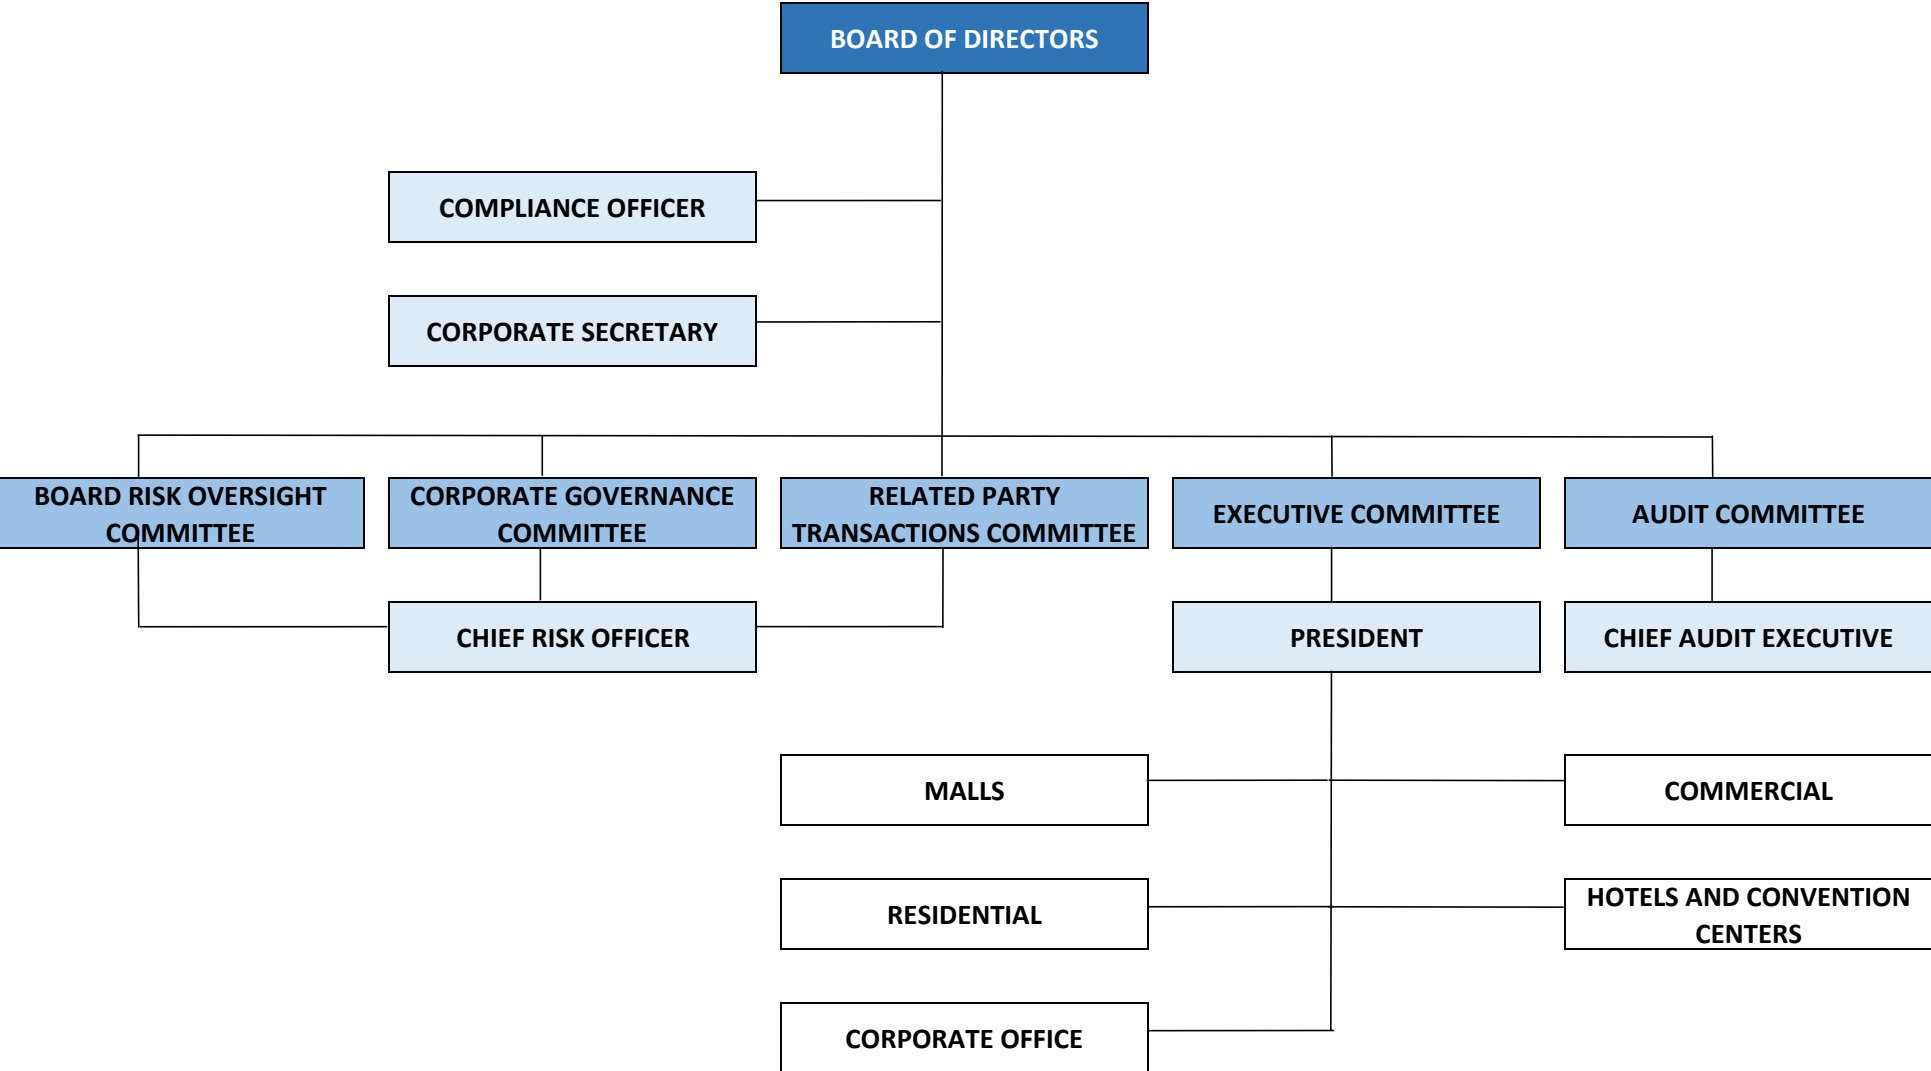 BOARD OF DIRECTORS
COMPLIANCE OFFICER
CORPORATE SECRETARY
BOARD RISK OVERSIGHT
COMMITTEE
CORPORATE GOVERNANCE
COMMITTEE
RELATED PARTY
TRANSACTIONS COMMITTEE
EXECUTIVE COMMITTEE
AUDIT COMMITTEE
CHIEF RISK OFFICER
PRESIDENT
CHIEF AUDIT EXECUTIVE
MALLS
COMMERCIAL
RESIDENTIAL
HOTELS AND CONVENTION
CENTERS
CORPORATE OFFICE